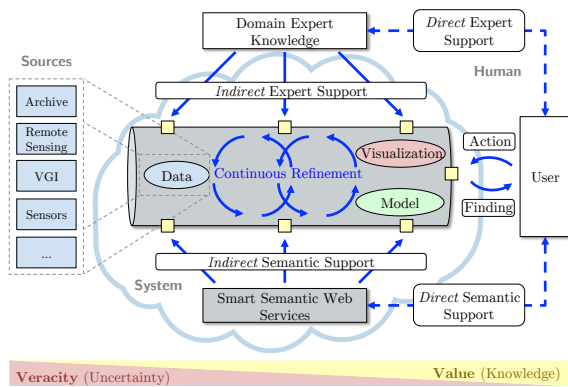 Domain Expert
Knowledge
Direct Expert
Support
Sources
Human
Archive
Indirect Expert Support
Remote
Sensing
Action
Visualization
VGI
Data
Continuous Refinement
User
Model
Sensors
Finding
...
Indirect Semantic Support
System
Smart Semantic Web
Services
Direct Semantic
Support
Veracity (Uncertainty)
Value (Knowledge)